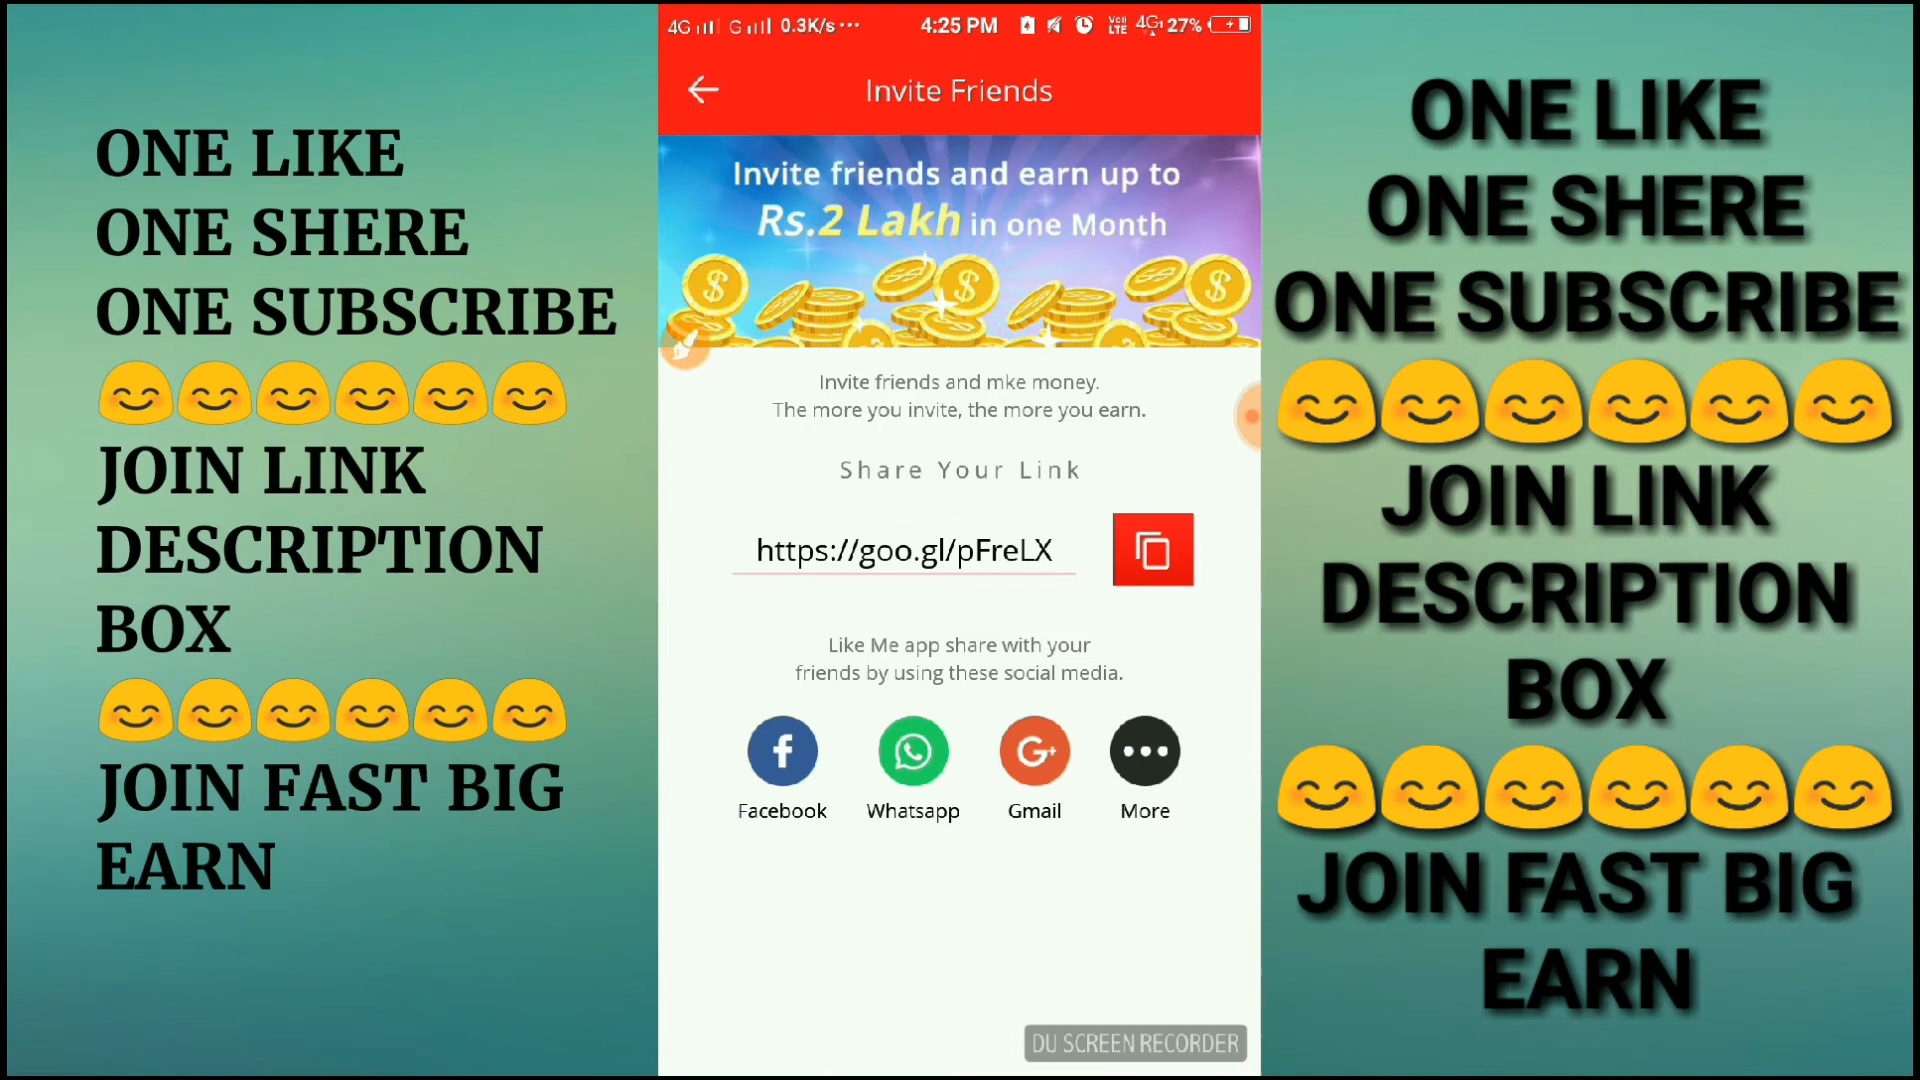 ONE LIKE
ONE SHERE
ONE SUBSCRIBE
😊😊😊😊😊😊
JOIN LINK
DESCRIPTION
BOX
😊😊😊😊😊😊
JOIN FAST BIG
EARN
4G G 0.3K/s ... 4:25 PM VoLTE 4G1 27%
Invite Friends
Invite friends and earn up to
Rs.2 Lakh in one Month
Invite friends and mke money.
The more you invite, the more you earn.
Share Your Link
https://goo.gl/pFreLX
Like Me app share with your
friends by using these social media.
Facebook Whatsapp Gmail More
DU SCREEN RECORDER
ONE LIKE
ONE SHERE
ONE SUBSCRIBE
😊😊😊😊😊😊
JOIN LINK
DESCRIPTION
BOX
😊😊😊😊😊😊
JOIN FAST BIG
EARN